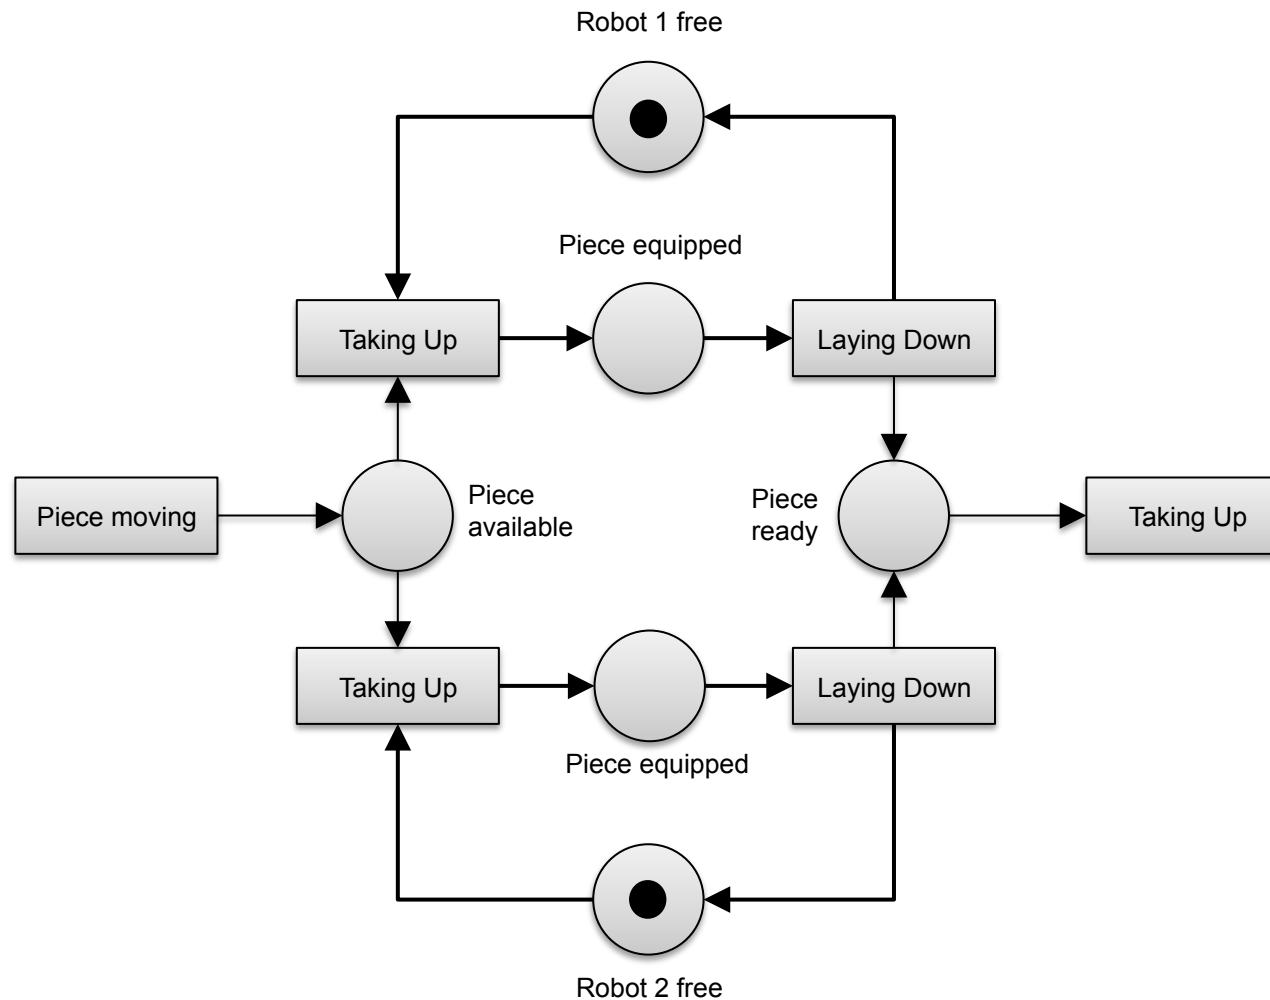 Robot 1 free
Piece equipped
Taking Up
Laying Down
Piece moving
Piece
available
Piece
ready
Taking Up
Taking Up
Laying Down
Piece equipped
Robot 2 free